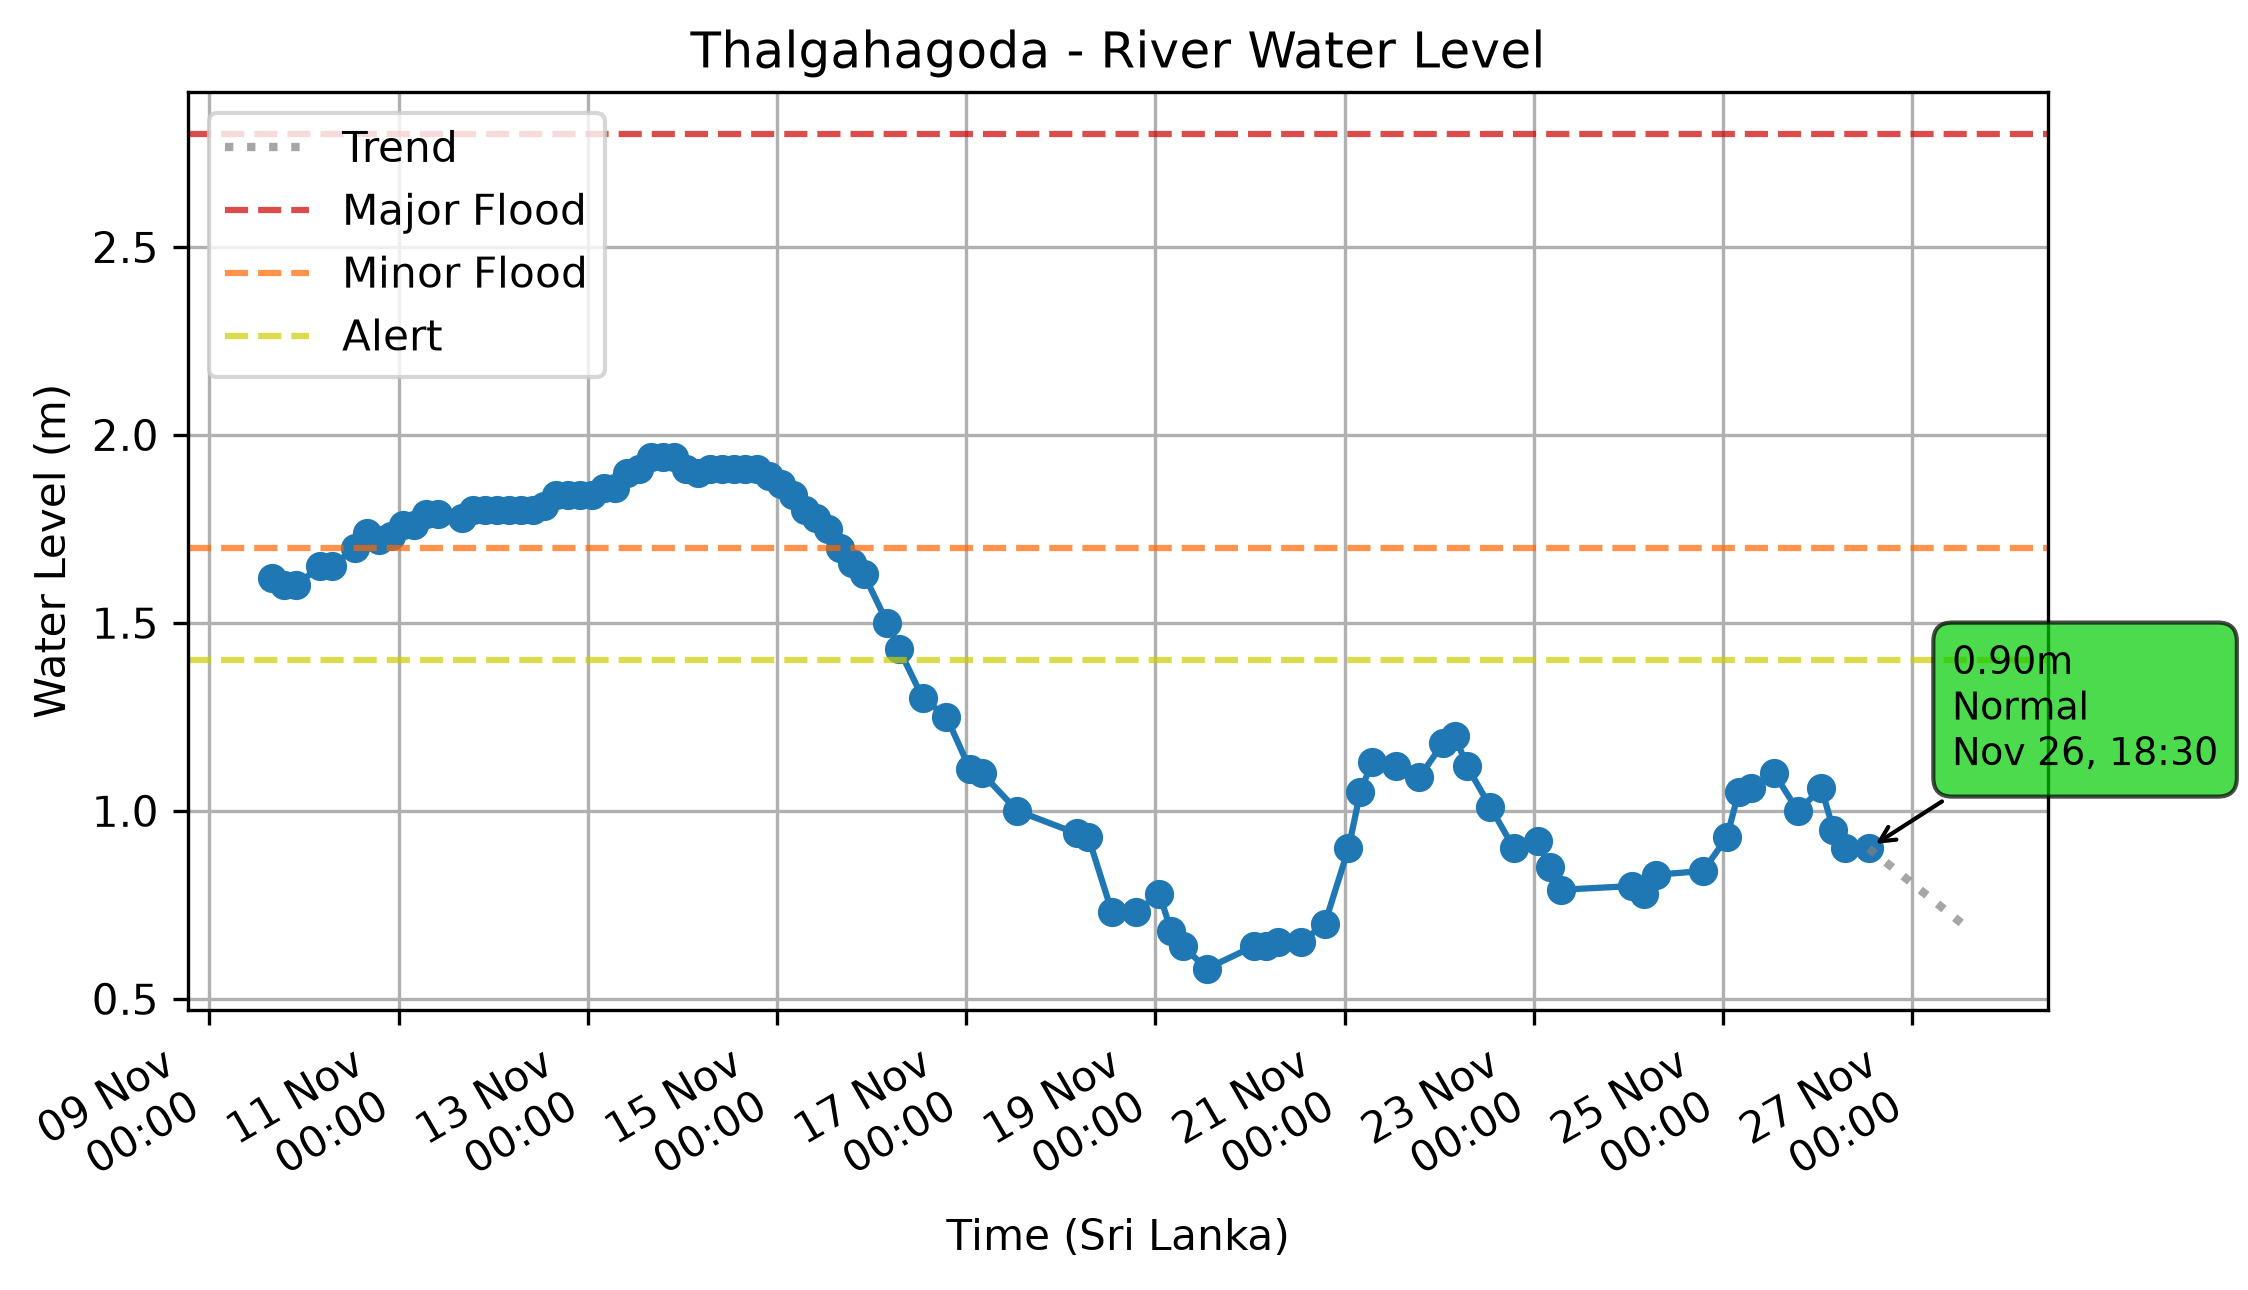 Thalgahagoda - River Water Level
Trend
Major Flood
Minor Flood
Alert
Water Level (m)
2.5
2.0
1.5
1.0
0.5
0.90m
Normal
Nov 26, 18:30
09 Nov
00:00
11 Nov
00:00
13 Nov
00:00
15 Nov
00:00
17 Nov
00:00
19 Nov
00:00
21 Nov
00:00
23 Nov
00:00
25 Nov
00:00
27 Nov
00:00
Time (Sri Lanka)